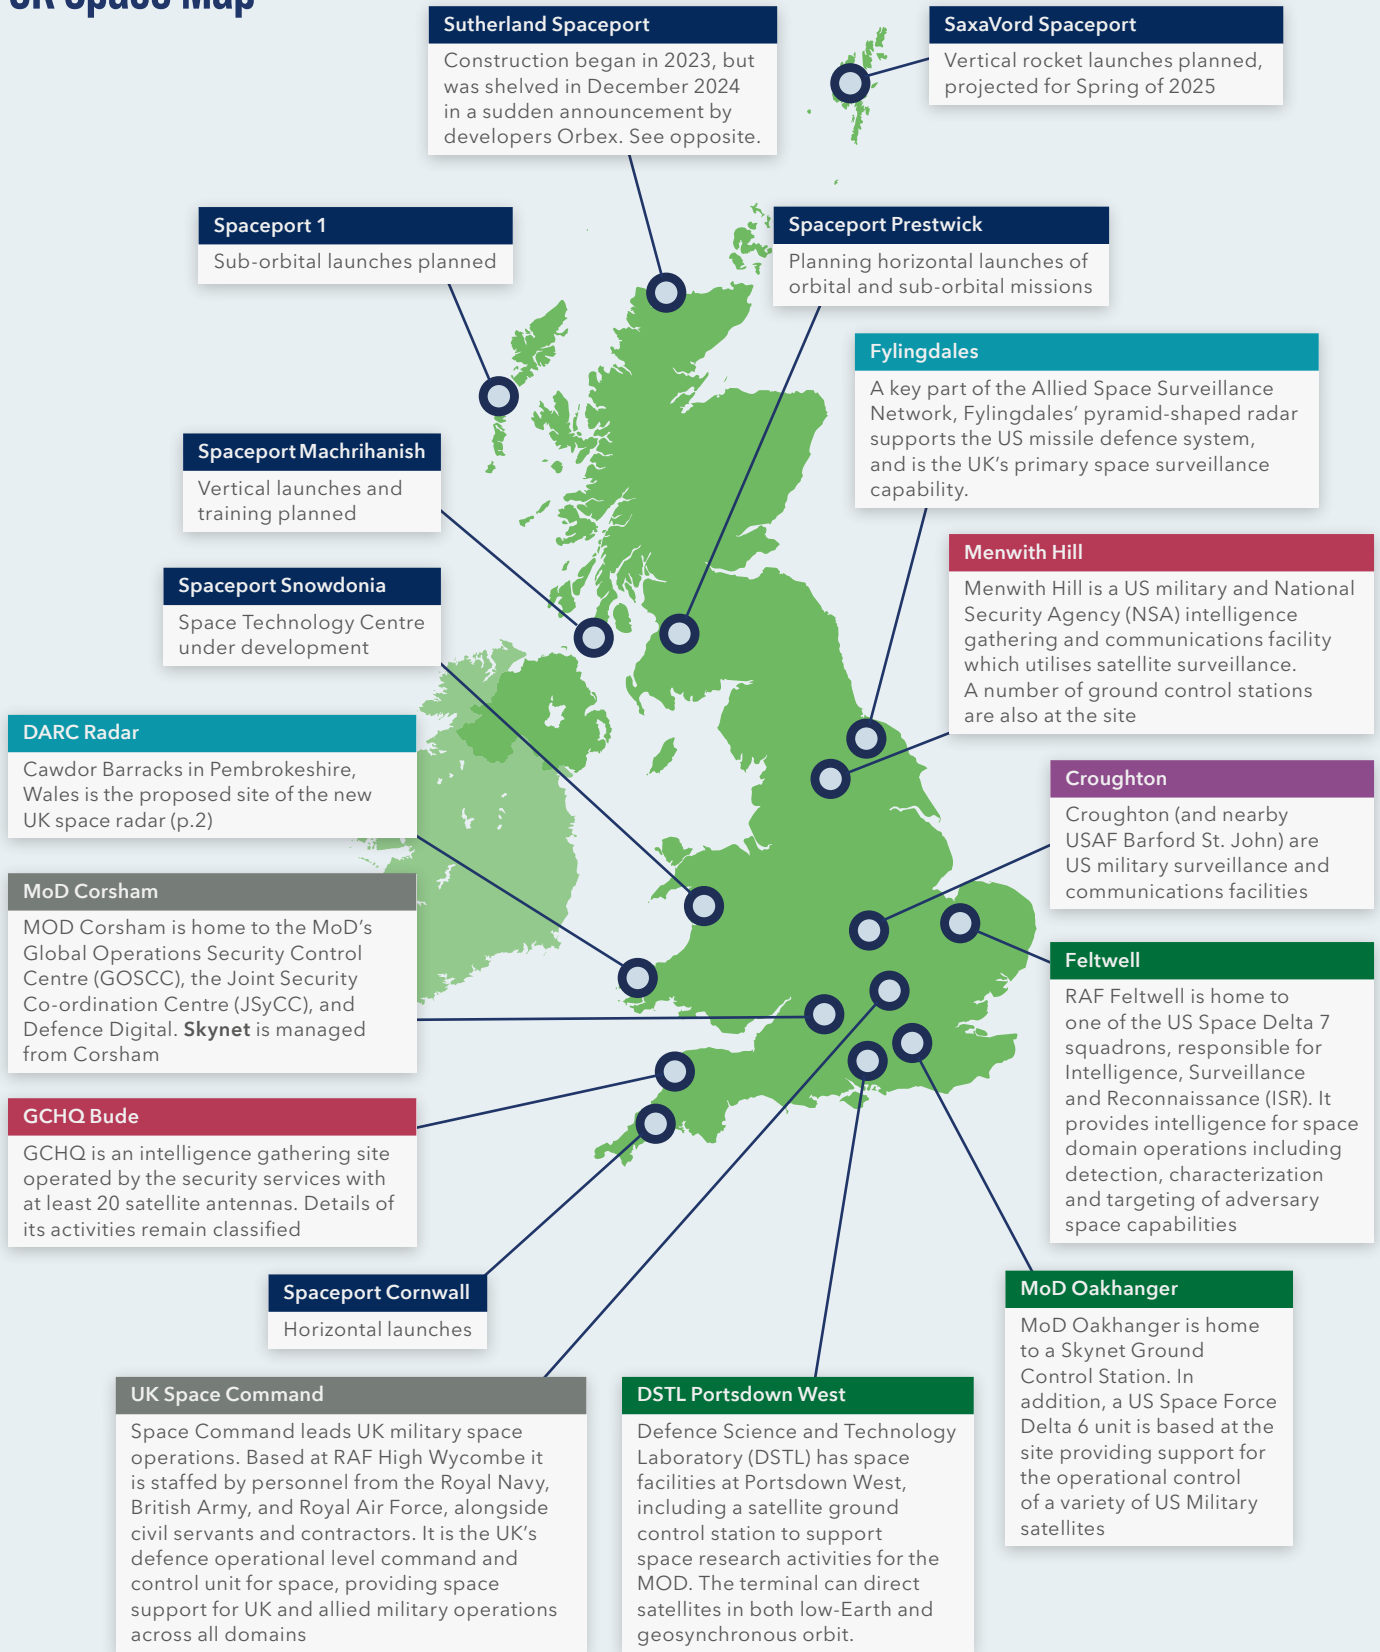 UK Space Map
Sutherland Spaceport
Construction began in 2023, but
was shelved in December 2024
in a sudden announcement by
developers Orbex. See opposite.
SaxaVord Spaceport
Vertical rocket launches planned,
projected for Spring of 2025
Spaceport 1
Sub-orbital launches planned
Spaceport Prestwick
Planning horizontal launches of
orbital and sub-orbital missions
Fylingdales
A key part of the Allied Space Surveillance
Network, Fylingdales’ pyramid-shaped radar
supports the US missile defence system,
and is the UK’s primary space surveillance
capability.
Spaceport Machrihanish
Vertical launches and
training planned
Menwith Hill
Menwith Hill is a US military and National
Security Agency (NSA) intelligence
gathering and communications facility
which utilises satellite surveillance.
A number of ground control stations
are also at the site
Spaceport Snowdonia
Space Technology Centre
under development
DARC Radar
Cawdor Barracks in Pembrokeshire,
Wales is the proposed site of the new
UK space radar (p.2)
Croughton
Croughton (and nearby
USAF Barford St. John) are
US military surveillance and
communications facilities
MoD Corsham
MOD Corsham is home to the MoD’s
Global Operations Security Control
Centre (GOSCC), the Joint Security
Co-ordination Centre (JSyCC), and
Defence Digital. Skynet is managed
from Corsham
Feltwell
RAF Feltwell is home to
one of the US Space Delta 7
squadrons, responsible for
Intelligence, Surveillance
and Reconnaissance (ISR). It
provides intelligence for space
domain operations including
detection, characterization
and targeting of adversary
space capabilities
GCHQ Bude
GCHQ is an intelligence gathering site
operated by the security services with
at least 20 satellite antennas. Details of
its activities remain classified
Spaceport Cornwall
Horizontal launches
MoD Oakhanger
MoD Oakhanger is home
to a Skynet Ground
Control Station. In
addition, a US Space Force
Delta 6 unit is based at the
site providing support for
the operational control
of a variety of US Military
satellites
UK Space Command
Space Command leads UK military space
operations. Based at RAF High Wycombe it
is staffed by personnel from the Royal Navy,
British Army, and Royal Air Force, alongside
civil servants and contractors. It is the UK’s
defence operational level command and
control unit for space, providing space
support for UK and allied military operations
across all domains
DSTL Portsdown West
Defence Science and Technology
Laboratory (DSTL) has space
facilities at Portsdown West,
including a satellite ground
control station to support
space research activities for the
MOD. The terminal can direct
satellites in both low-Earth and
geosynchronous orbit.